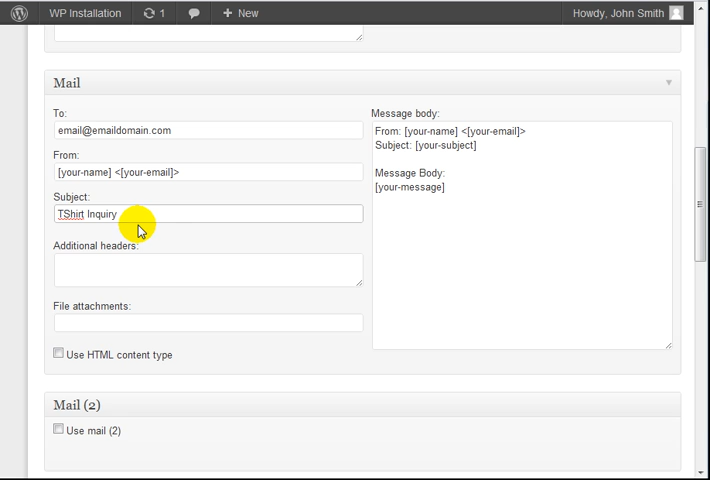 WP Installation 1 + New Howdy, John Smith
Mail
To:
email@emaildomain.com
From:
[your-name] <[your-email]>
Subject:
TShirt Inquiry
Additional headers:
File attachments:
Use HTML content type
Message body:
From: [your-name] <[your-email]>
Subject: [your-subject]
Message Body:
[your-message]
Mail (2)
Use mail (2)